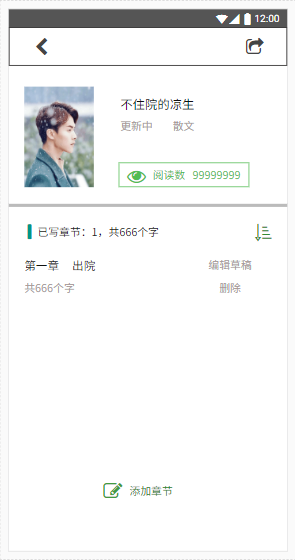 12:00
不住院的凉生
更新中 散文
阅读数 99999999
已写章节：1，共666个字
第一章 出院 编辑草稿
共666个字 删除
添加章节